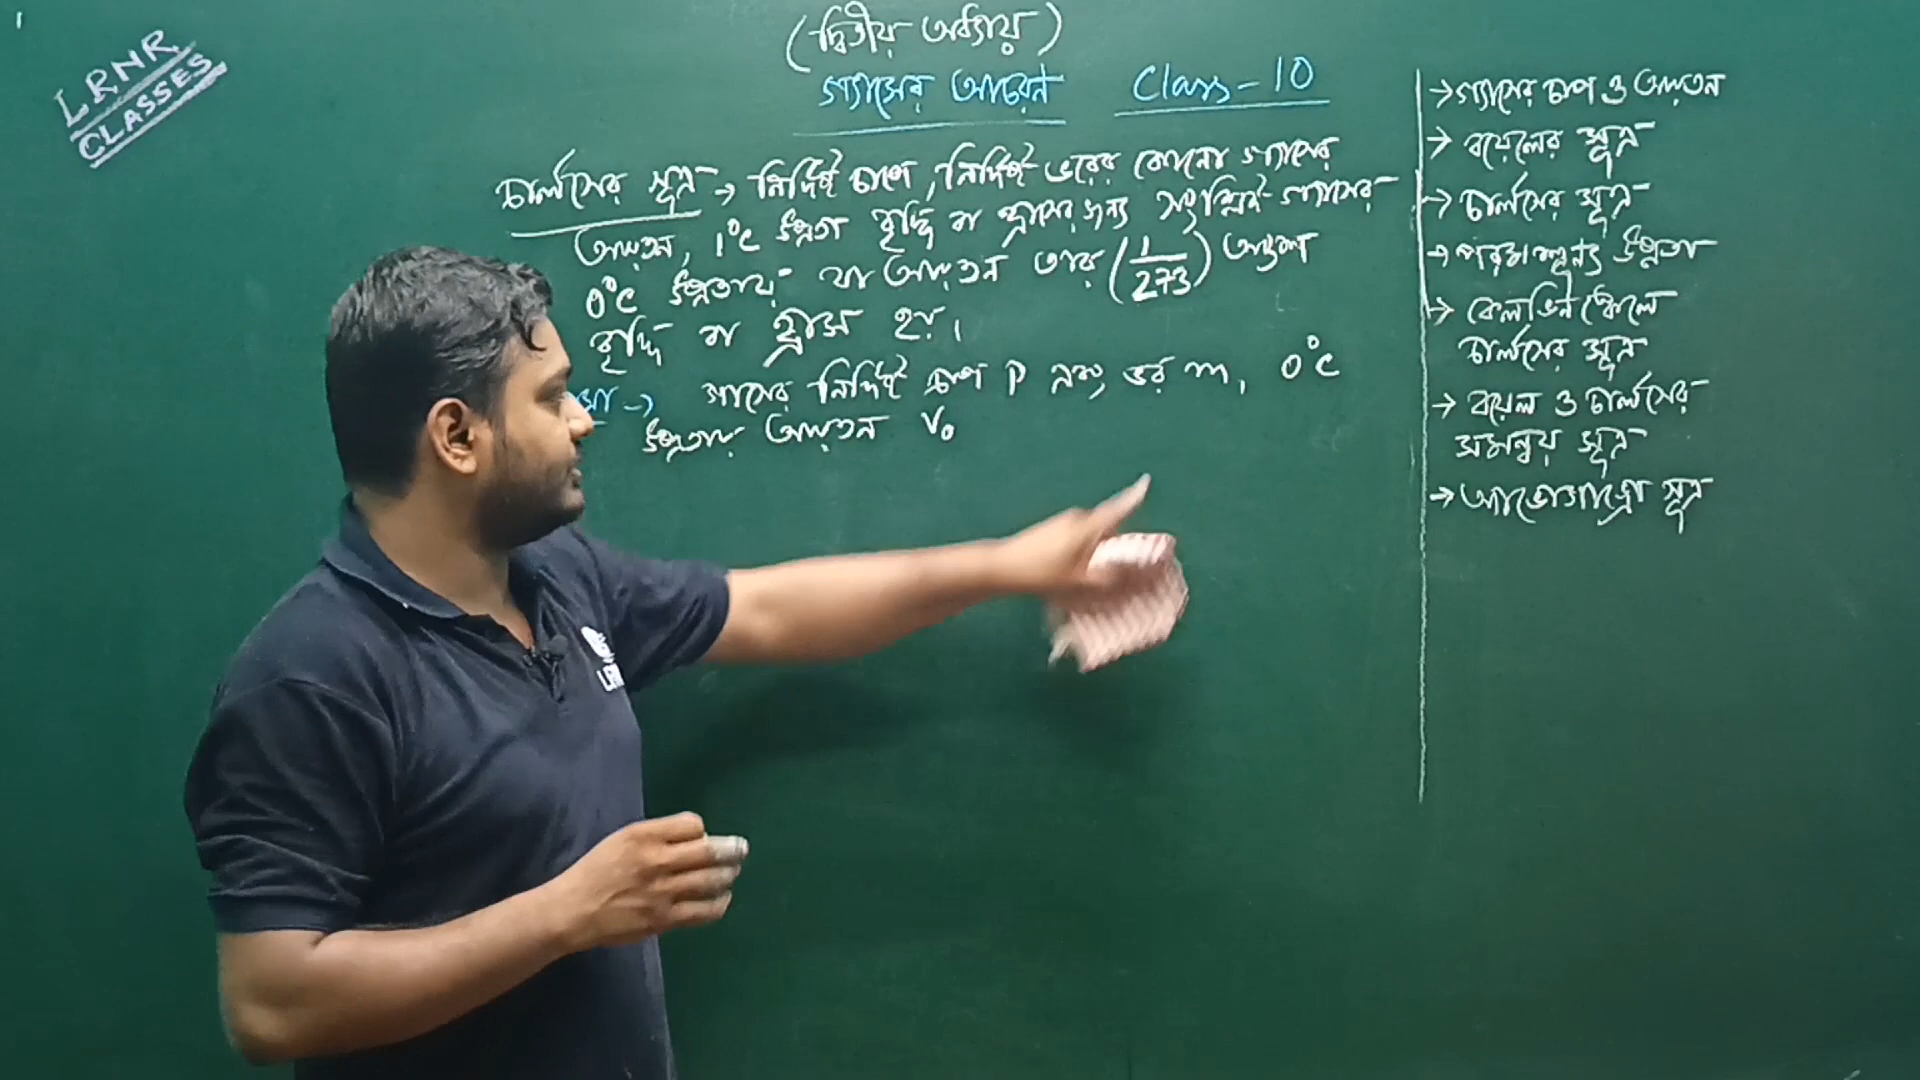 LRNR
CLASSES
(দ্বিতীয় অধ্যায়)
গ্যাসের আচরণ Class - 10
চার্লসের সূত্র → নির্দিষ্ট চাপে, নির্দিষ্ট ভরের কোনো গ্যাসের
আয়তন, 1°C উষ্ণতা বৃদ্ধি বা হ্রাসের জন্য সংশ্লিষ্ট গ্যাসের
0°C উষ্ণতায় যা আয়তন তার (1/273) অংশ
বৃদ্ধি বা হ্রাস হয়।
→ গ্যাসের নির্দিষ্ট চাপ P এবং ভর m, 0°C
উষ্ণতায় আয়তন V₀
→ গ্যাসের চাপ ও আয়তন
→ বয়েলের সূত্র
→ চার্লসের সূত্র
→ পরমশূন্য উষ্ণতা
→ কেলভিন স্কেলে
চার্লসের সূত্র
→ বয়েল ও চার্লসের
সমন্বয় সূত্র
→ অ্যাভোগাড্রো সূত্র
LRN